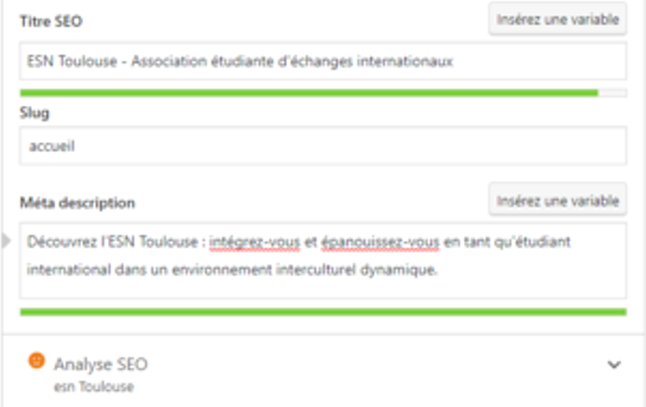 Titre SEO
Insérez une variable
ESN Toulouse - Association étudiante d'échanges internationaux
Slug
accueil
Méta description
Insérez une variable
Découvrez l'ESN Toulouse : intégrez-vous et épanouissez-vous en tant qu'étudiant
international dans un environnement interculturel dynamique.
Analyse SEO
esn Toulouse